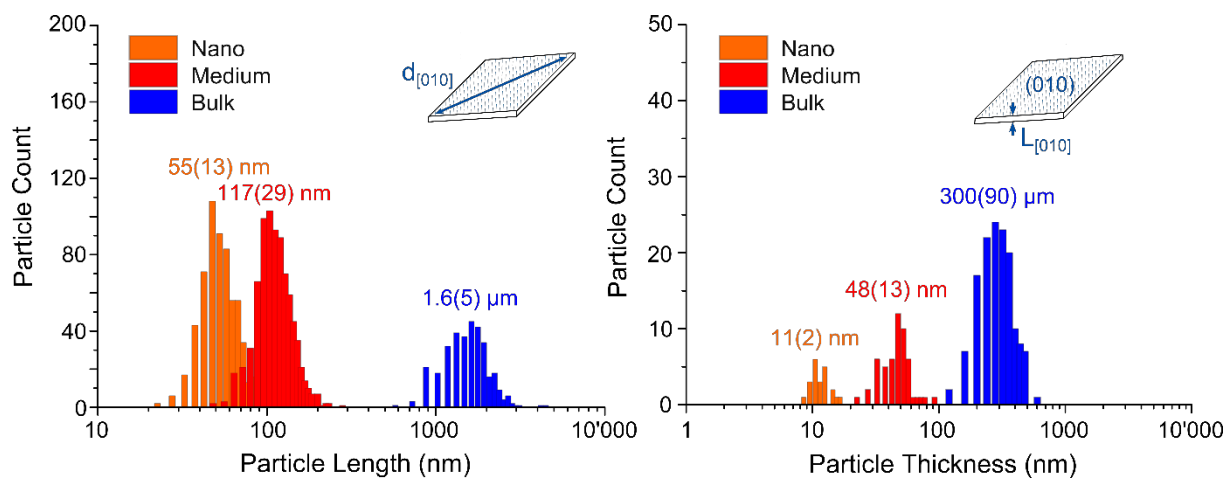 200
160
120
80
40
0
Particle Count
Nano
Medium
Bulk
d[010]
55(13) nm
117(29) nm
1.6(5) µm
10
100
1000
10'000
Particle Length (nm)
50
40
30
20
10
0
Particle Count
Nano
Medium
Bulk
(010)
L[010]
300(90) µm
48(13) nm
11(2) nm
1
10
100
1000
10'000
Particle Thickness (nm)